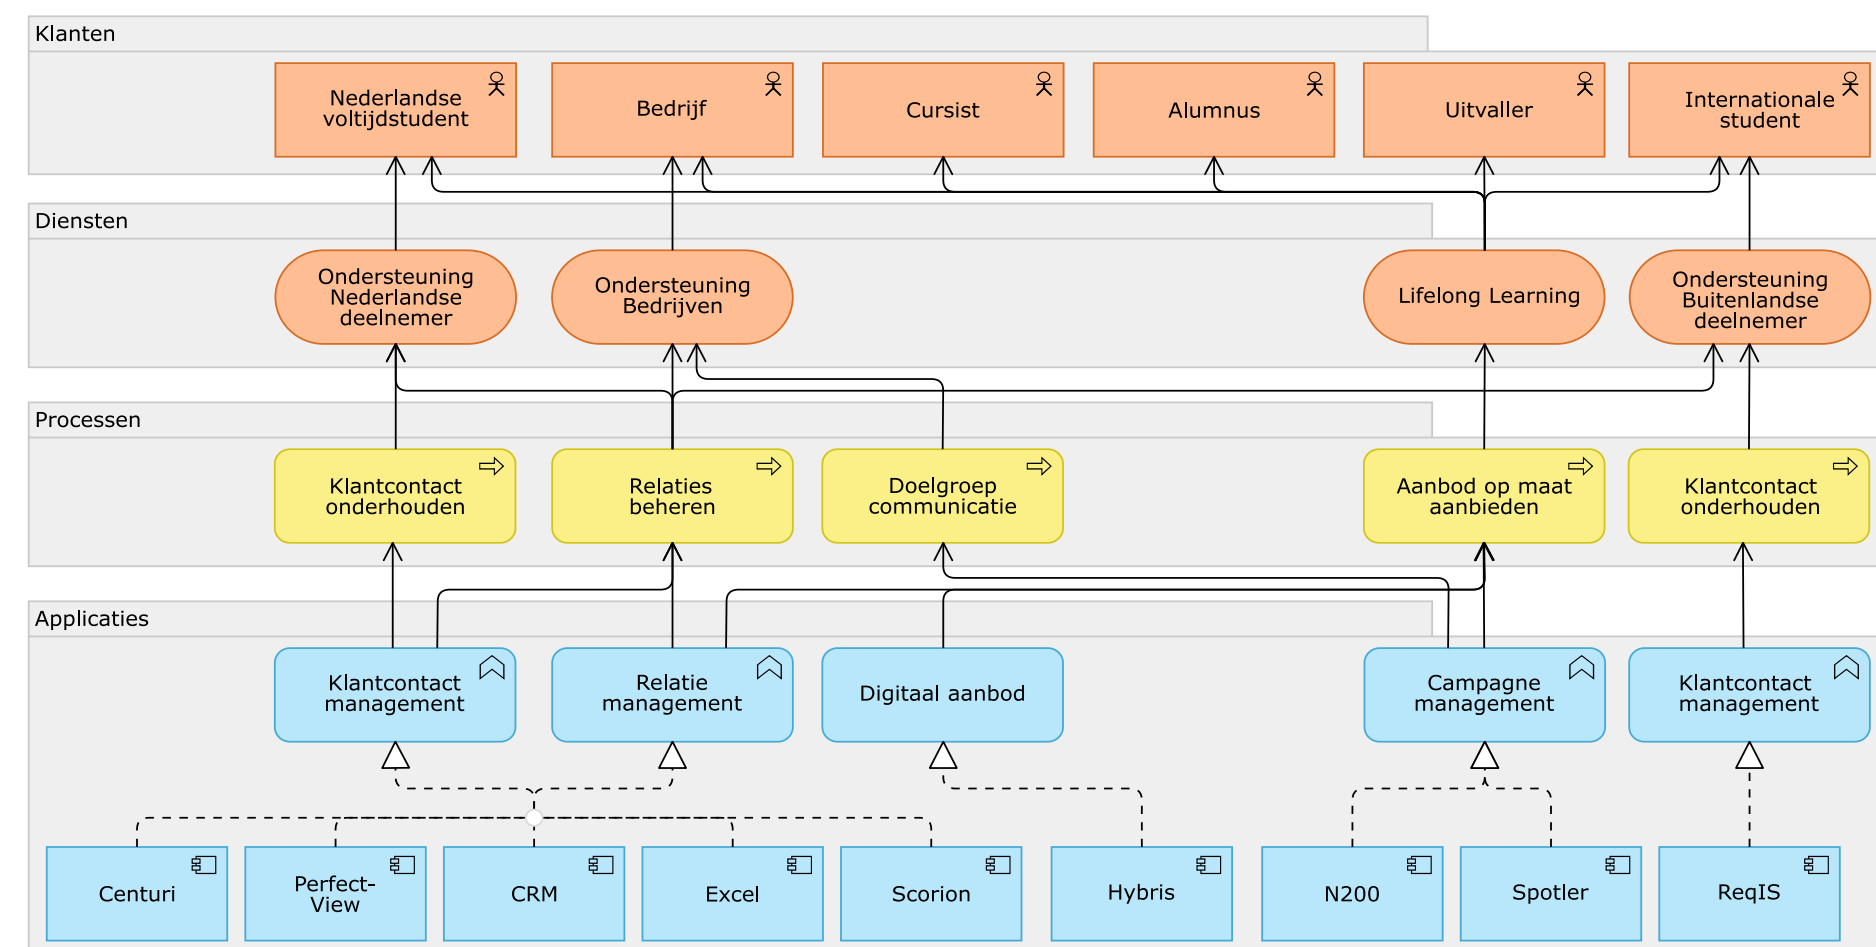 Klanten
Nederlandse
voltijdstudent
Bedrijf
Cursist
Alumnus
Uitvaller
Internationale
student
Diensten
Ondersteuning
Nederlandse
deelnemer
Ondersteuning
Bedrijven
Lifelong Learning
Ondersteuning
Buitenlandse
deelnemer
Processen
Klantcontact
onderhouden
Relaties
beheren
Doelgroep
communicatie
Aanbod op maat
aanbieden
Klantcontact
onderhouden
Applicaties
Klantcontact
management
Relatie
management
Digitaal aanbod
Campagne
management
Klantcontact
management
Centuri
Perfect-
View
CRM
Excel
Scorion
Hybris
N200
Spotler
ReqIS